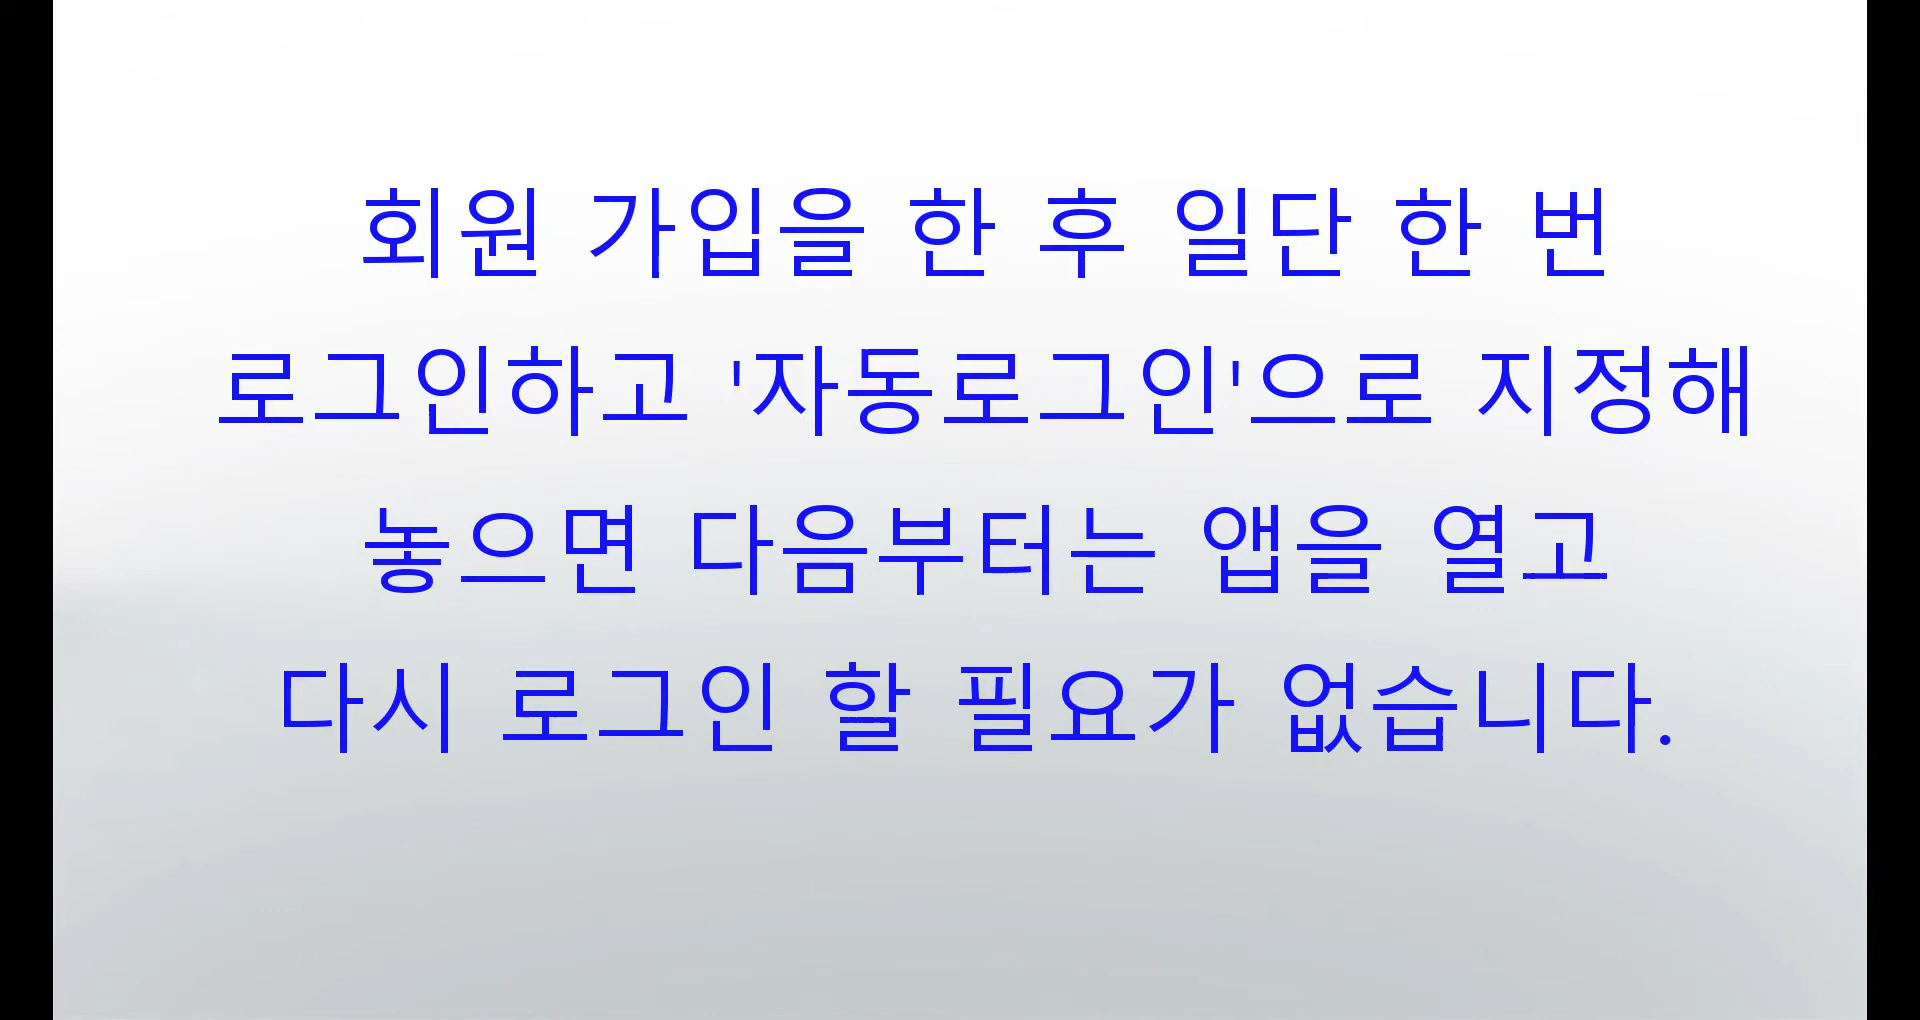 회원 가입을 한 후 일단 한 번
로그인하고 '자동로그인'으로 지정해
놓으면 다음부터는 앱을 열고
다시 로그인 할 필요가 없습니다.